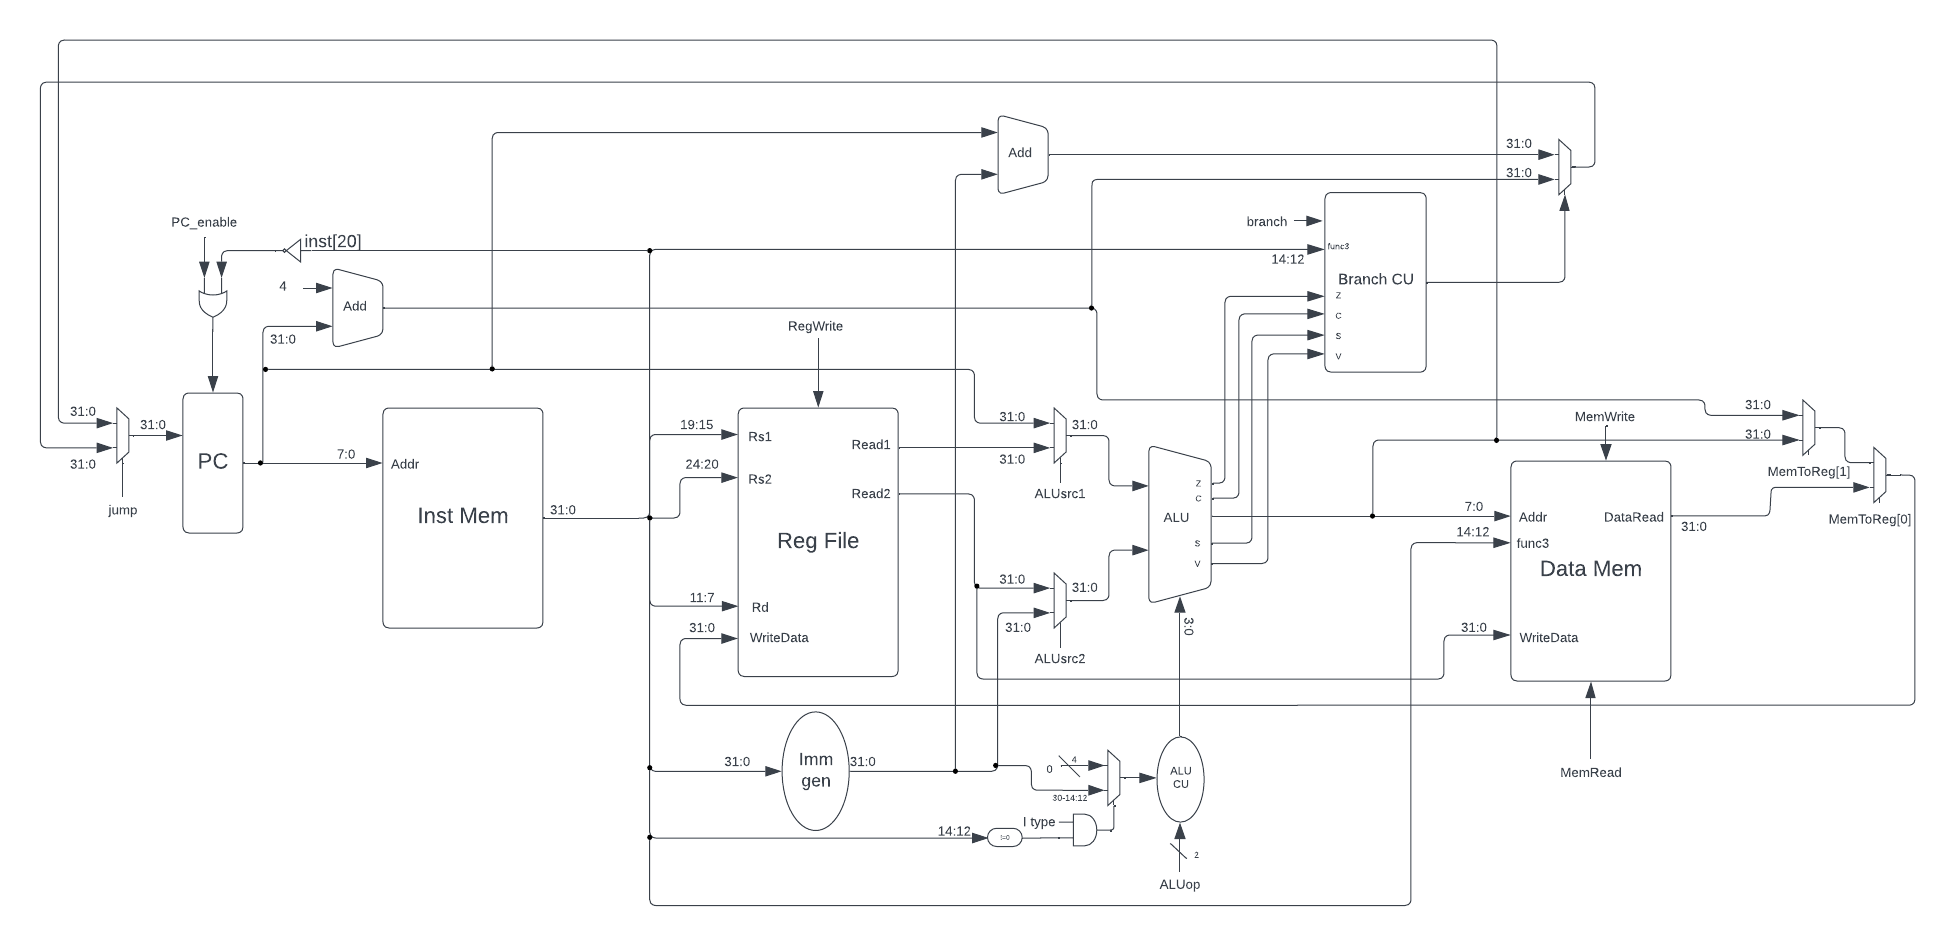 31:0
31:0
Add
PC_enable
branch
inst[20]
func3
14:12
4
Add
Branch CU
Z
C
S
V
31:0
RegWrite
31:0
31:0
31:0
jump
PC
7:0
Addr
Inst Mem
31:0
19:15
24:20
11:7
31:0
Rs1
Rs2
Rd
WriteData
Read1
Read2
Reg File
31:0
31:0
31:0
ALUsrc1
31:0
31:0
31:0
ALUsrc2
ALU
Z
C
S
V
3:0
MemWrite
31:0
31:0
MemToReg[1]
MemToReg[0]
7:0
14:12
31:0
Addr
func3
WriteData
DataRead
Data Mem
31:0
MemRead
31:0
Imm
gen
31:0
0
4
30-14:12
I type
14:12
!=0
ALU
CU
2
ALUop